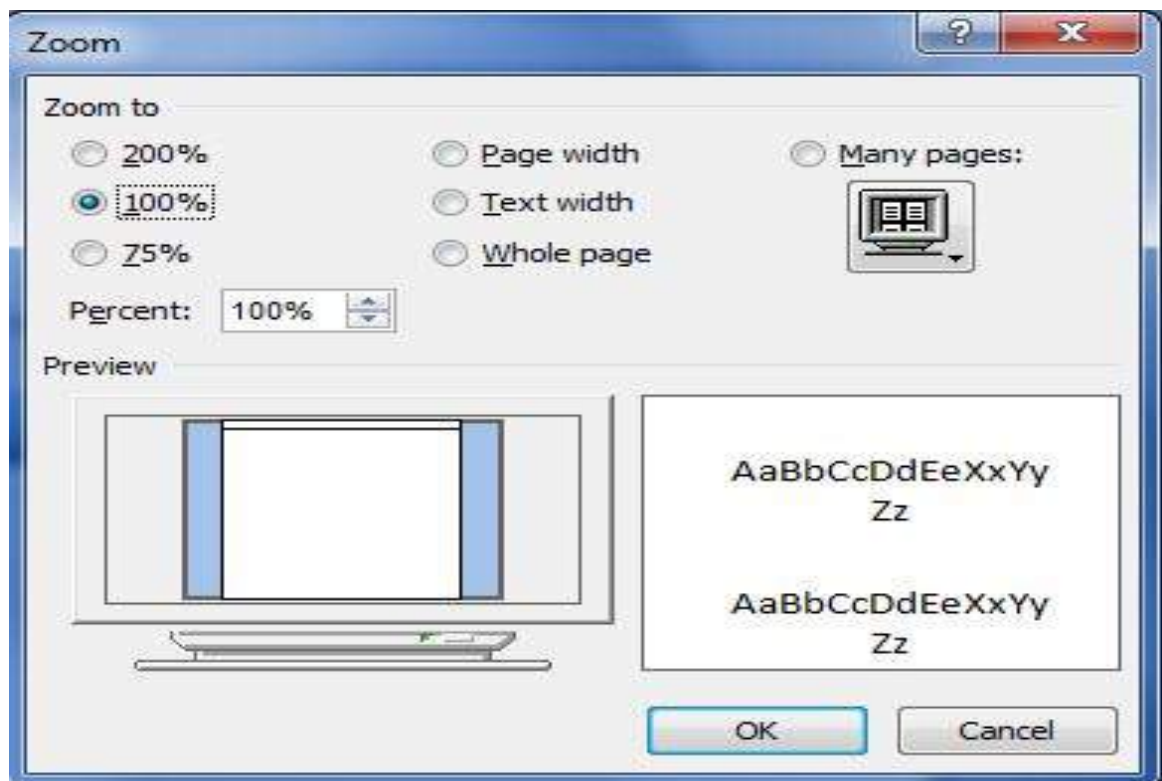 Zoom
Zoom to
200%
Page width
Many pages:
100%
Text width
75%
Whole page
Percent: 100%
Preview
AaBbCcDdEeXxYy
Zz
AaBbCcDdEeXxYy
Zz
OK
Cancel